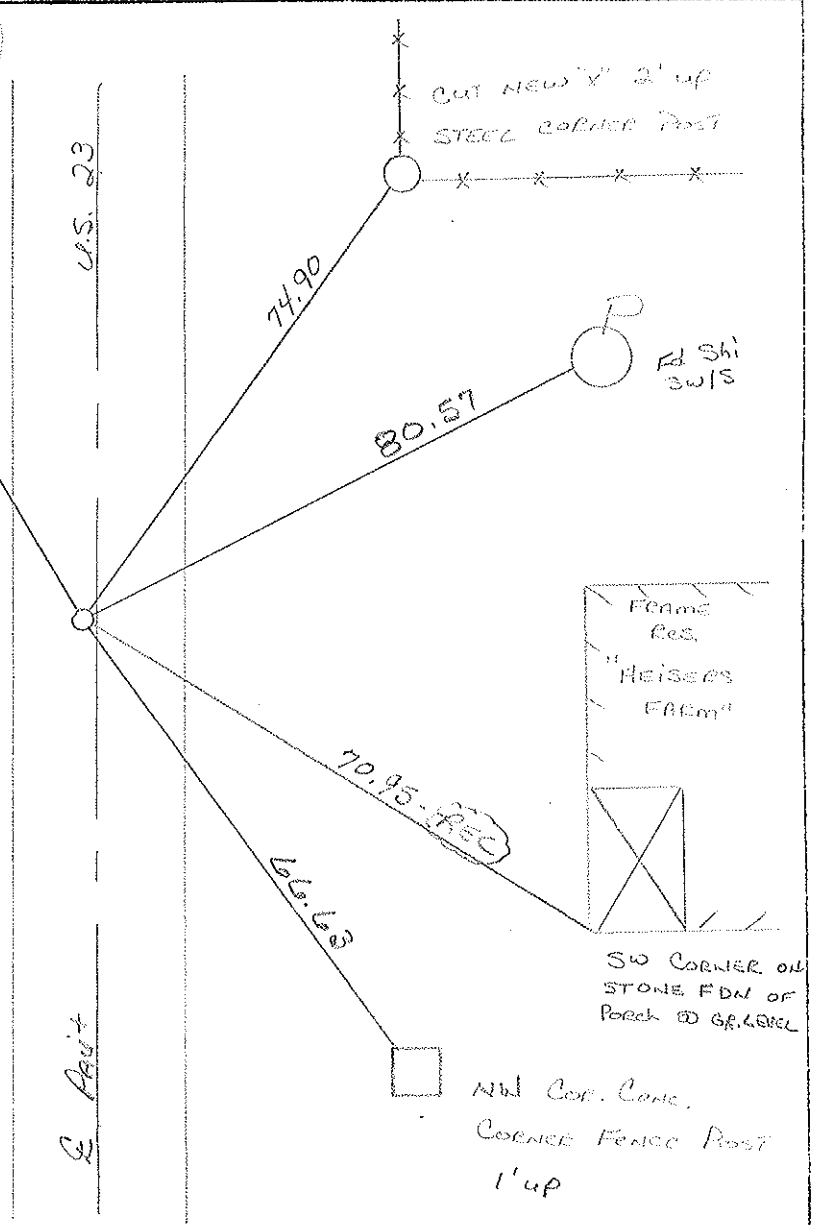 CUT NEW "X" 2' UP
STEEL CORNER POST
U.S. 23
74.90
P
Fd Shi
SW/S
80.57
FRAME
Res.
"HEISERS
FARM"
70.95-REC
66.63
SW CORNER ON
STONE FDN OF
PORCH @ GR. LEVEL
℄ Pav't
NW COR. CONC.
CORNER FENCE POST
1' UP